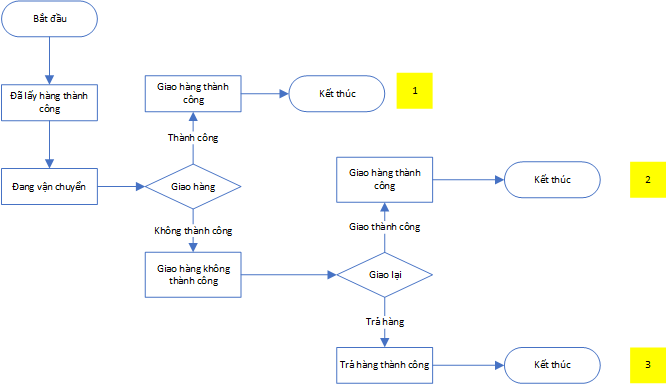 Bắt đầu
Đã lấy hàng thành
công
Đang vận chuyển
Giao hàng thành
công
Kết thúc
1
Thành công
Giao hàng
Không thành công
Giao hàng không
thành công
Giao hàng thành
công
Kết thúc
2
Giao thành công
Giao lại
Trả hàng
Trả hàng thành công
Kết thúc
3